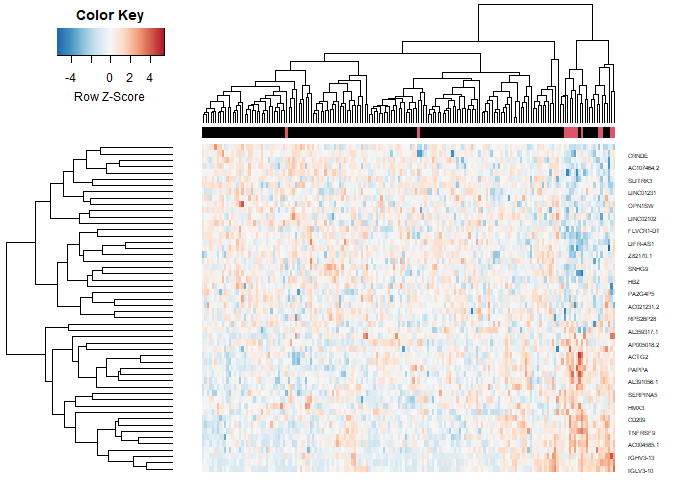 Color Key
-4 -2 0 2 4
Row Z-Score
CRNDE
AC107464.2
SLITRK3
LINC01231
OPN1SW
LINC02102
FLVCR1-DT
LIFR-AS1
Z82170.1
SNHG9
HBZ
PA2G4P5
AC021231.2
RPS26P28
AL359317.1
AP005018.2
ACTG2
PAPPA
AL391056.1
SERPINA5
HMX3
CD209
TNFRSF9
AC004585.1
IGHV3-13
IGLV3-10